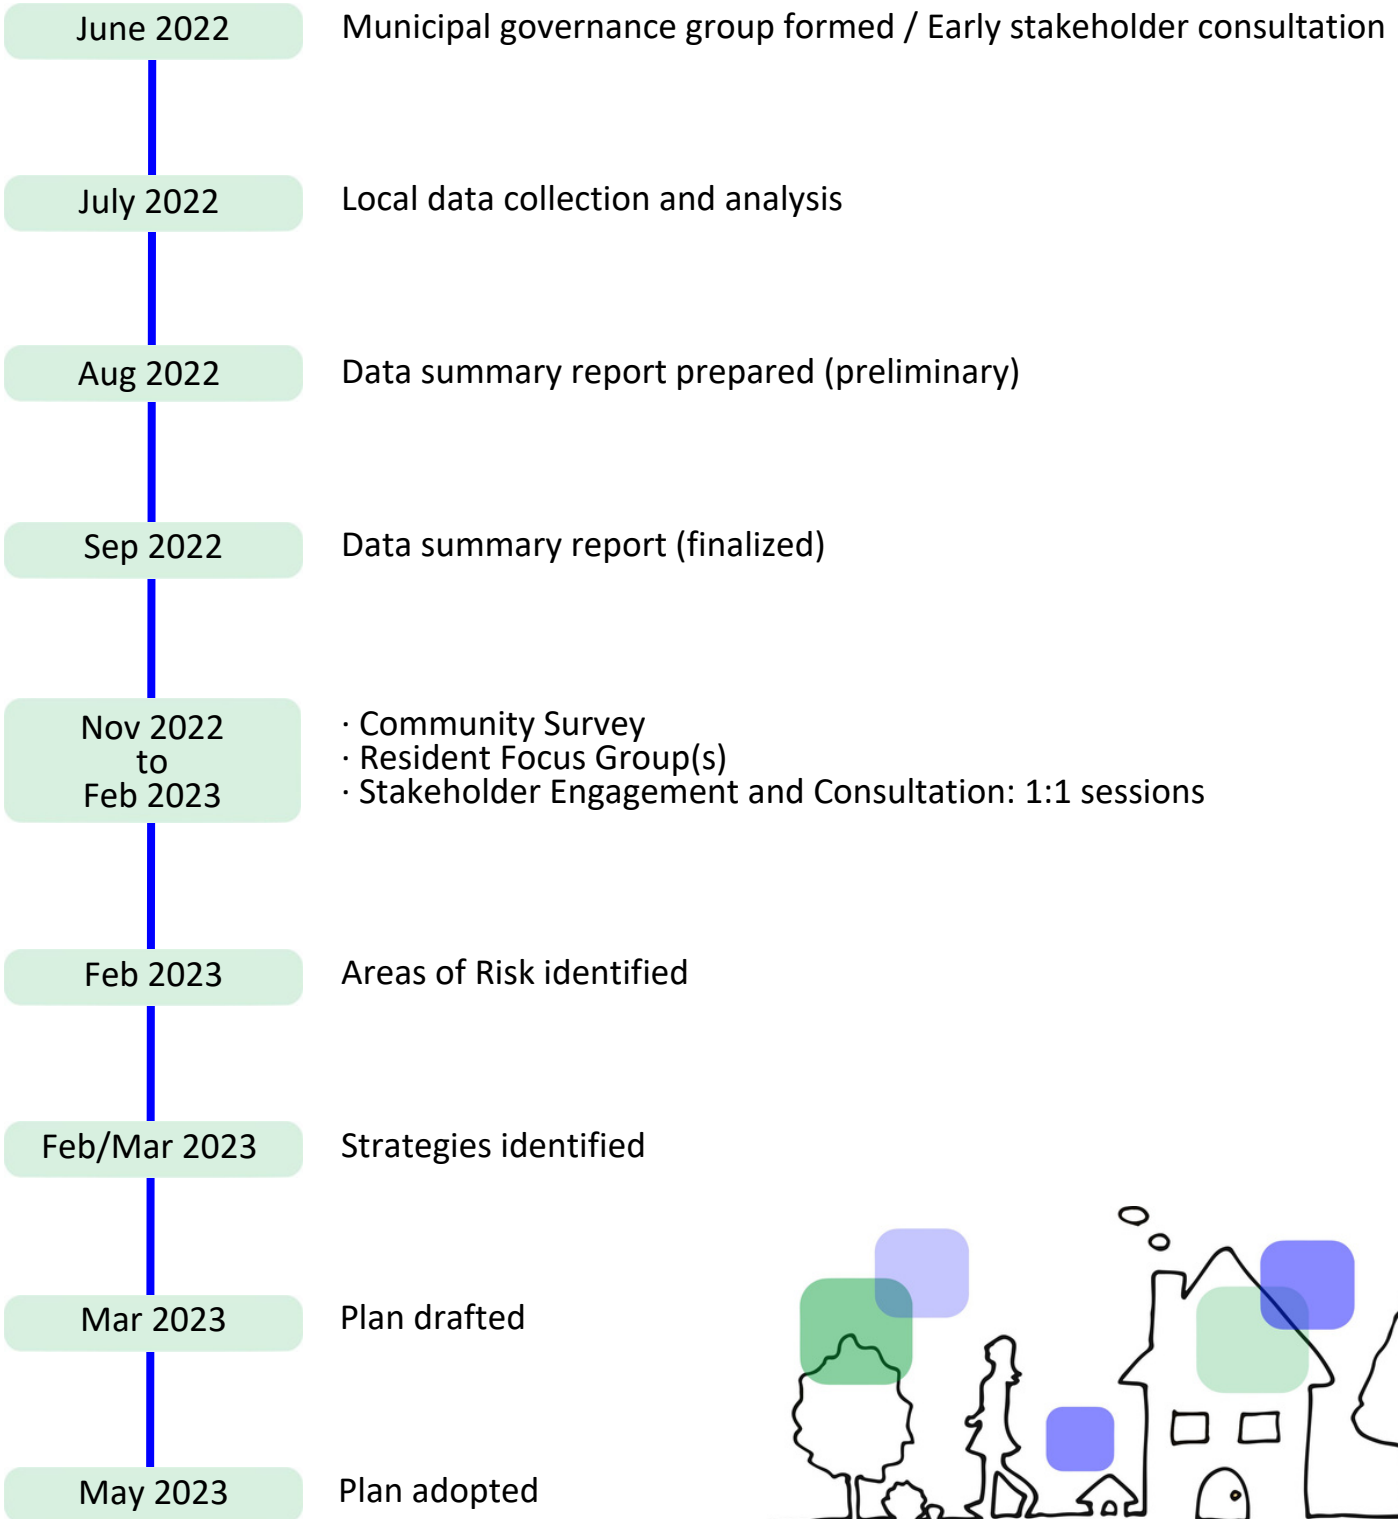 June 2022 Municipal governance group formed / Early stakeholder consultation
July 2022 Local data collection and analysis
Aug 2022 Data summary report prepared (preliminary)
Sep 2022 Data summary report (finalized)
Nov 2022
to
Feb 2023
· Community Survey
· Resident Focus Group(s)
· Stakeholder Engagement and Consultation: 1:1 sessions
Feb 2023 Areas of Risk identified
Feb/Mar 2023 Strategies identified
Mar 2023 Plan drafted
May 2023 Plan adopted